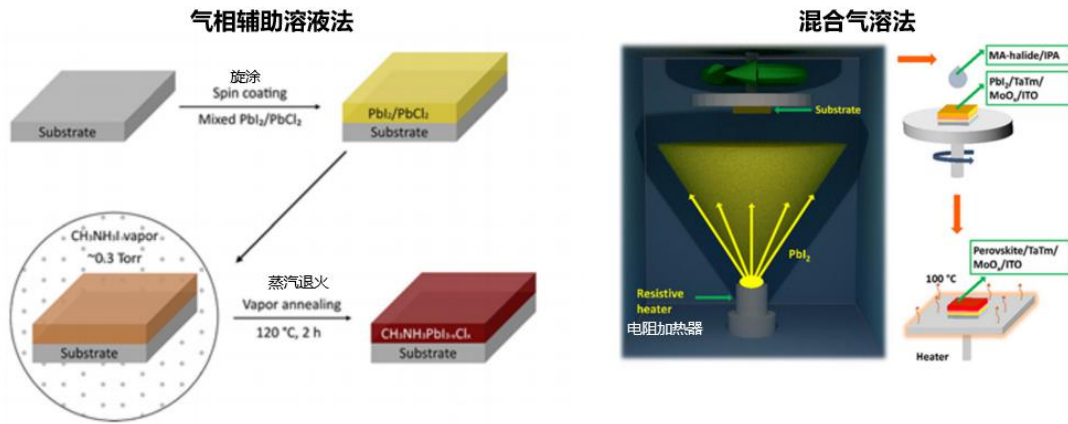 气相辅助溶液法
旋涂
Spin coating
Mixed PbI₂/PbCl₂
Substrate
PbI₂/PbCl₂
Substrate
CH₃NH₃I vapor
~0.3 Torr
Substrate
蒸汽退火
Vapor annealing
120 °C, 2 h
CH₃NH₃PbI₃₋ₓClₓ
Substrate
混合气溶法
Substrate
PbI₂
Resistive
heater
电阻加热器
MA-halide/IPA
PbI₂/TaTm/
MoOₓ/ITO
Perovskite/TaTm/
MoOₓ/ITO
100 °C
Heater